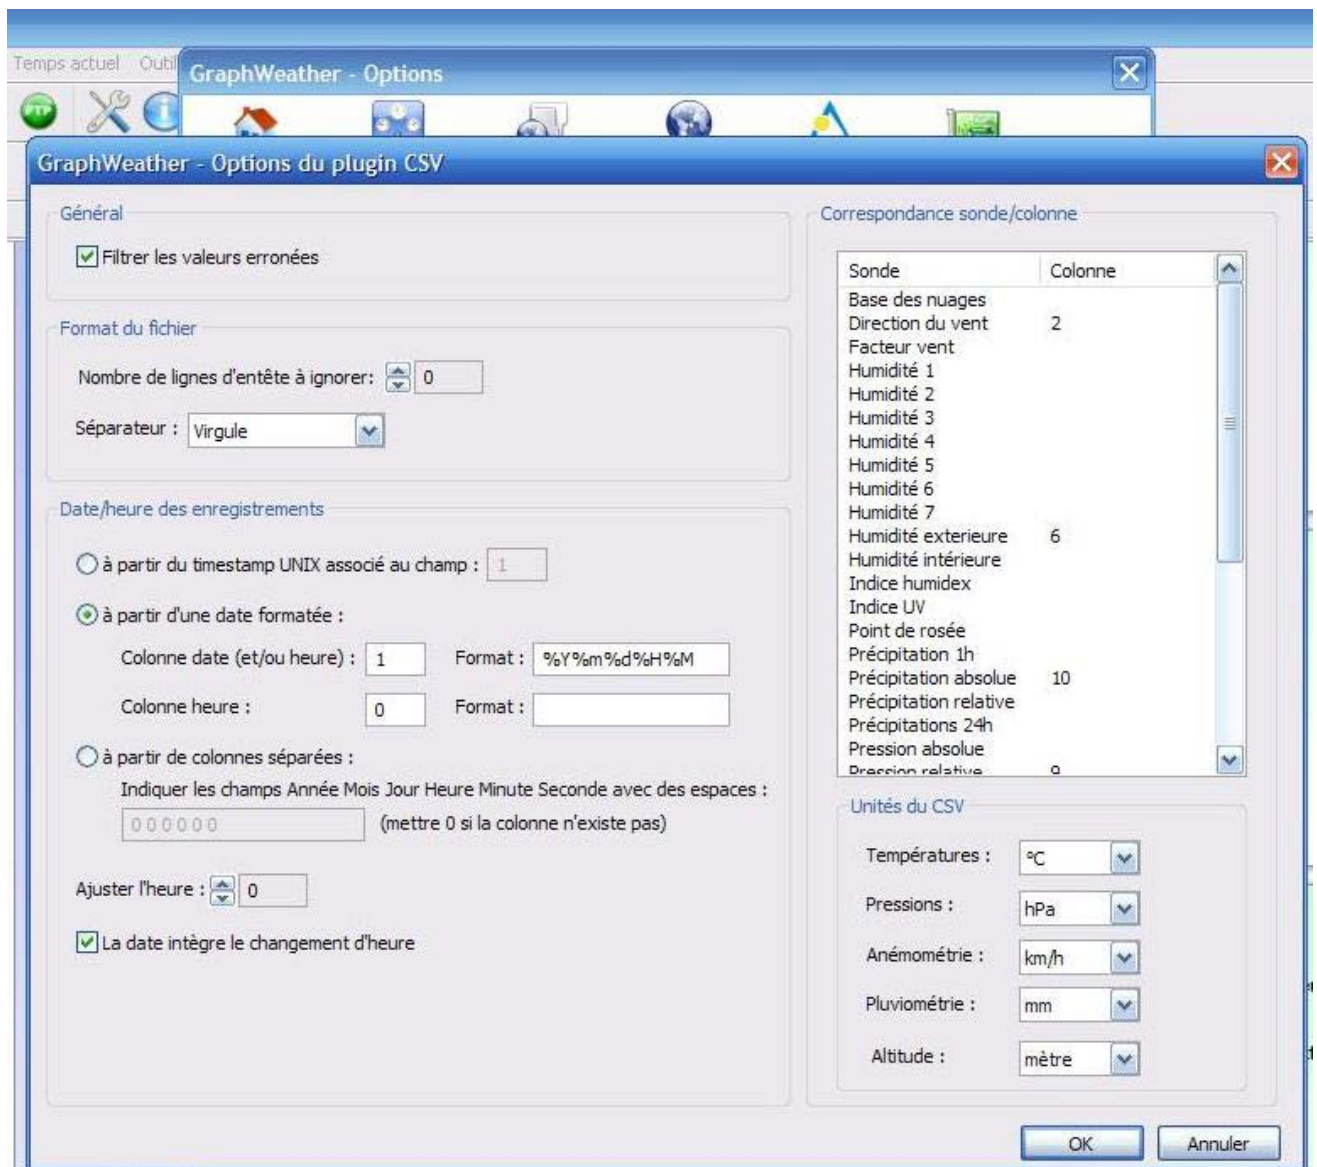 Temps actuel Outil
GraphWeather - Options
FTP
GraphWeather - Options du plugin CSV
Général
Filtrer les valeurs erronées
Format du fichier
Nombre de lignes d'entête à ignorer: 0
Séparateur : Virgule
Date/heure des enregistrements
à partir du timestamp UNIX associé au champ : 1
à partir d'une date formatée :
Colonne date (et/ou heure) : 1 Format : %Y%m%d%H%M
Colonne heure : 0 Format :
à partir de colonnes séparées :
Indiquer les champs Année Mois Jour Heure Minute Seconde avec des espaces :
0 0 0 0 0 0 (mettre 0 si la colonne n'existe pas)
Ajuster l'heure : 0
La date intègre le changement d'heure
Correspondance sonde/colonne
Sonde Colonne
Base des nuages
Direction du vent 2
Facteur vent
Humidité 1
Humidité 2
Humidité 3
Humidité 4
Humidité 5
Humidité 6
Humidité 7
Humidité exterieure 6
Humidité intérieure
Indice humidex
Indice UV
Point de rosée
Précipitation 1h
Précipitation absolue 10
Précipitation relative
Précipitations 24h
Pression absolue
Pression relative 9
Unités du CSV
Températures : °C
Pressions : hPa
Anémométrie : km/h
Pluviométrie : mm
Altitude : mètre
OK Annuler